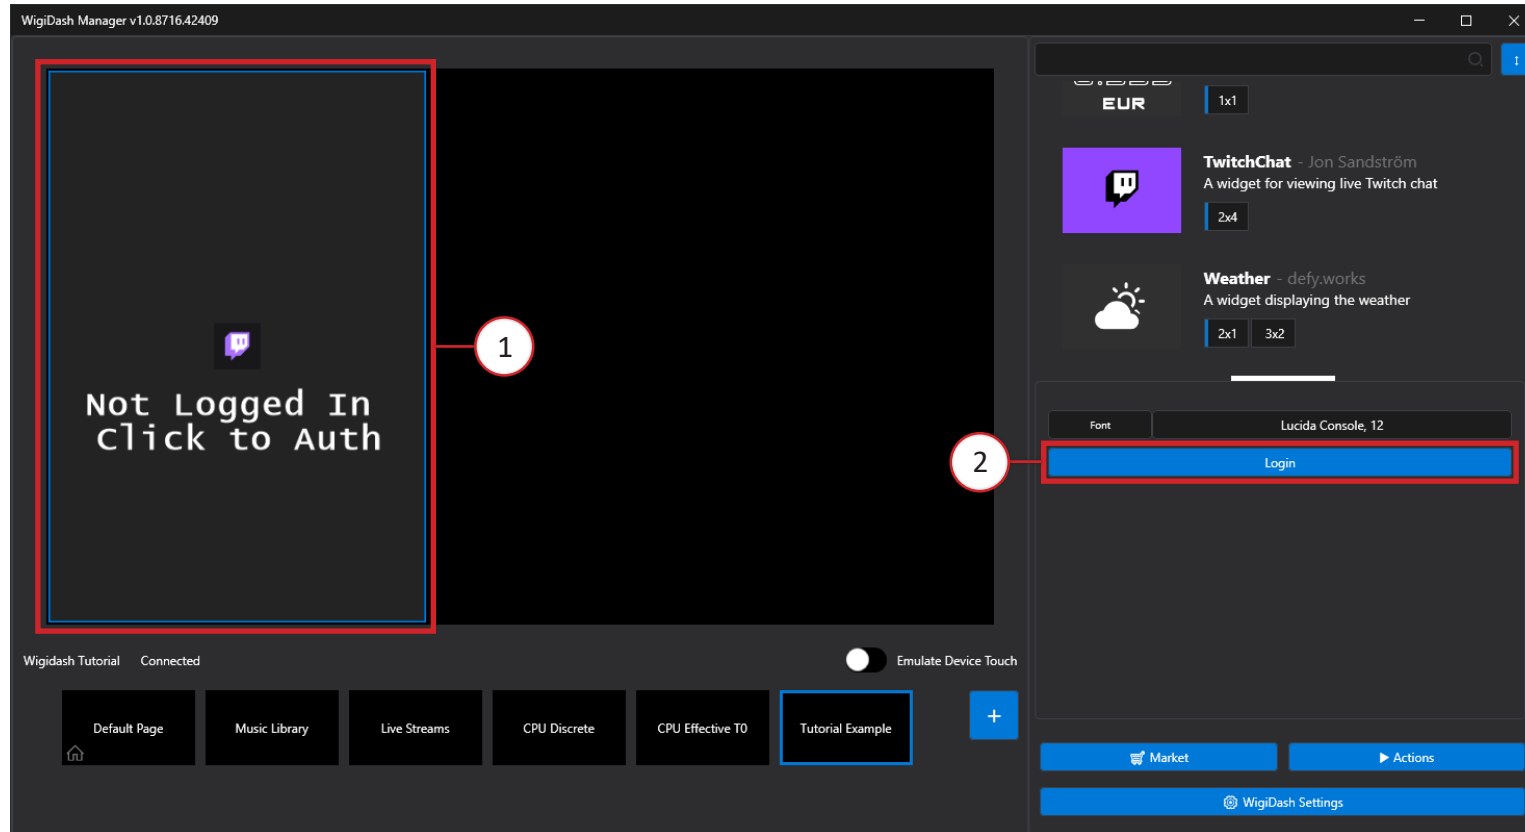 WigiDash Manager v1.0.8716.42409
EUR
1x1
TwitchChat - Jon Sandström
A widget for viewing live Twitch chat
2x4
Weather - defy.works
A widget displaying the weather
2x1 3x2
1
Not Logged In
Click to Auth
Font Lucida Console, 12
2
Login
Wigidash Tutorial Connected
Emulate Device Touch
Default Page Music Library Live Streams CPU Discrete CPU Effective T0 Tutorial Example
+
Market Actions
WigiDash Settings